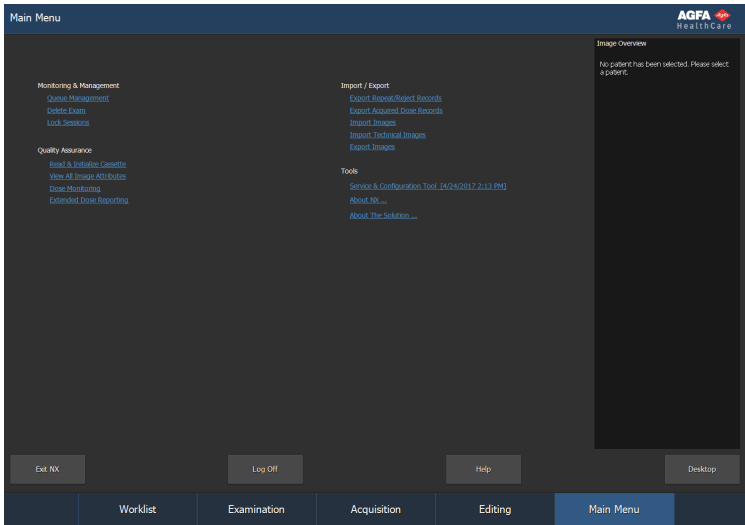 Main Menu
AGFA
HealthCare
Monitoring & Management
Queue Management
Delete Exam
Lock Sessions
Quality Assurance
Read & Initialize Cassette
View All Image Attributes
Dose Monitoring
Extended Dose Reporting
Import / Export
Export Repeat/Reject Records
Export Acquired Dose Records
Import Images
Import Technical Images
Export Images
Tools
Service & Configuration Tool [4/24/2017 2:13 PM]
About NX ...
About The Solution ...
Image Overview
No patient has been selected. Please select
a patient.
Exit NX
Log Off
Help
Desktop
Worklist
Examination
Acquisition
Editing
Main Menu